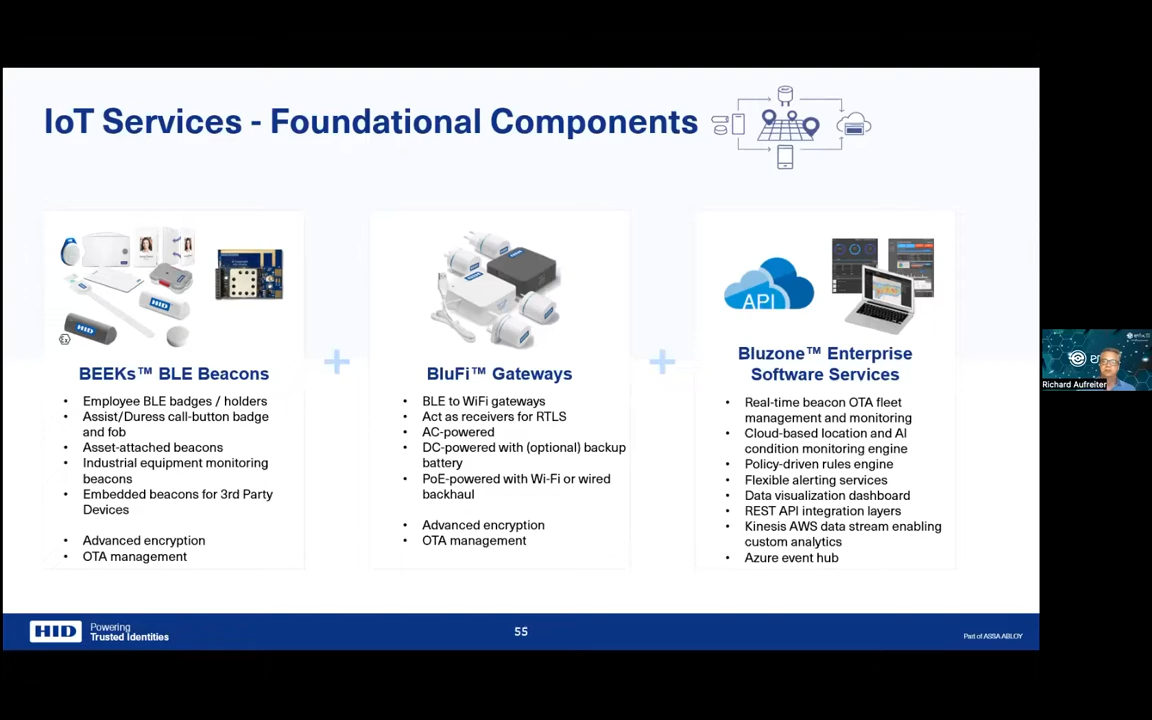 IoT Services - Foundational Components
HID
HID
API
BEEKs™ BLE Beacons
• Employee BLE badges / holders
• Assist/Duress call-button badge
and fob
• Asset-attached beacons
• Industrial equipment monitoring
beacons
• Embedded beacons for 3rd Party
Devices
• Advanced encryption
• OTA management
BluFi™ Gateways
• BLE to WiFi gateways
• Act as receivers for RTLS
• AC-powered
• DC-powered with (optional) backup
battery
• PoE-powered with Wi-Fi or wired
backhaul
• Advanced encryption
• OTA management
Bluzone™ Enterprise
Software Services
• Real-time beacon OTA fleet
management and monitoring
• Cloud-based location and AI
condition monitoring engine
• Policy-driven rules engine
• Flexible alerting services
• Data visualization dashboard
• REST API integration layers
• Kinesis AWS data stream enabling
custom analytics
• Azure event hub
Richard Aufreiter
HID
Powering
Trusted Identities
55
Part of ASSA ABLOY